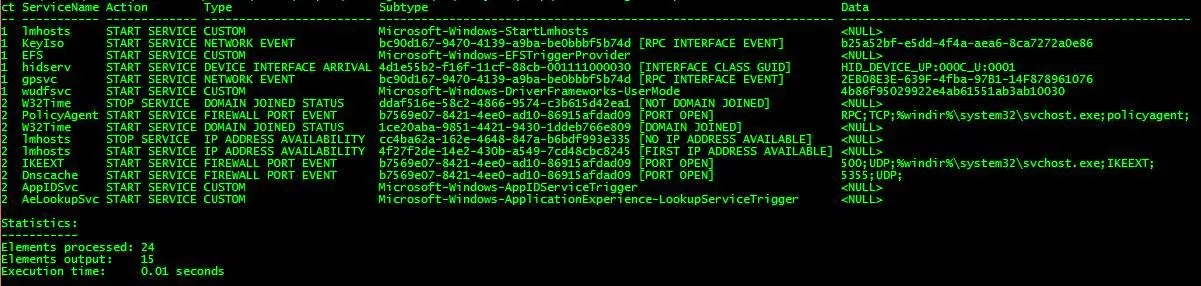 ct ServiceName Action Type Subtype Data
1 lmhosts START SERVICE CUSTOM Microsoft-Windows-StartLmhosts <NULL>
1 KeyIso START SERVICE NETWORK EVENT bc90d167-9470-4139-a9ba-be0bbbf5b74d [RPC INTERFACE EVENT] b25a52bf-e5dd-4f4a-aea6-8ca7272a0e86
1 EFS START SERVICE CUSTOM Microsoft-Windows-EFSTriggerProvider <NULL>
1 hidserv START SERVICE DEVICE INTERFACE ARRIVAL 4d1e55b2-f16f-11cf-88cb-001111000030 [INTERFACE CLASS GUID] HID_DEVICE_UP:000C_U:0001
1 gpsvc START SERVICE NETWORK EVENT bc90d167-9470-4139-a9ba-be0bbbf5b74d [RPC INTERFACE EVENT] 2EB08E3E-639F-4fba-97B1-14F878961076
1 wudfsvc START SERVICE CUSTOM Microsoft-Windows-DriverFrameworks-UserMode 4b86f95029922e4ab61551ab3ab10030
2 W32Time STOP SERVICE DOMAIN JOINED STATUS ddaf516e-58c2-4866-9574-c3b615d42ea1 [NOT DOMAIN JOINED] <NULL>
2 PolicyAgent START SERVICE FIREWALL PORT EVENT b7569e07-8421-4ee0-ad10-86915afdad09 [PORT OPEN] RPC;TCP;%windir%\system32\svchost.exe;policyagent;
2 W32Time START SERVICE DOMAIN JOINED STATUS 1ce20aba-9851-4421-9430-1ddeb766e809 [DOMAIN JOINED] <NULL>
2 lmhosts STOP SERVICE IP ADDRESS AVAILABILITY cc4ba62a-162e-4648-847a-b6bdf993e335 [NO IP ADDRESS AVAILABLE] <NULL>
2 lmhosts START SERVICE IP ADDRESS AVAILABILITY 4f27f2de-14e2-430b-a549-7cd48cbc8245 [FIRST IP ADDRESS AVAILABLE] <NULL>
2 IKEEXT START SERVICE FIREWALL PORT EVENT b7569e07-8421-4ee0-ad10-86915afdad09 [PORT OPEN] 500;UDP;%windir%\system32\svchost.exe;IKEEXT;
2 Dnscache START SERVICE FIREWALL PORT EVENT b7569e07-8421-4ee0-ad10-86915afdad09 [PORT OPEN] 5355;UDP;
2 AppIDSvc START SERVICE CUSTOM Microsoft-Windows-AppIDServiceTrigger <NULL>
2 AeLookupSvc START SERVICE CUSTOM Microsoft-Windows-ApplicationExperience-LookupServiceTrigger <NULL>
Statistics:
-----------
Elements processed: 24
Elements output: 15
Execution time: 0.01 seconds